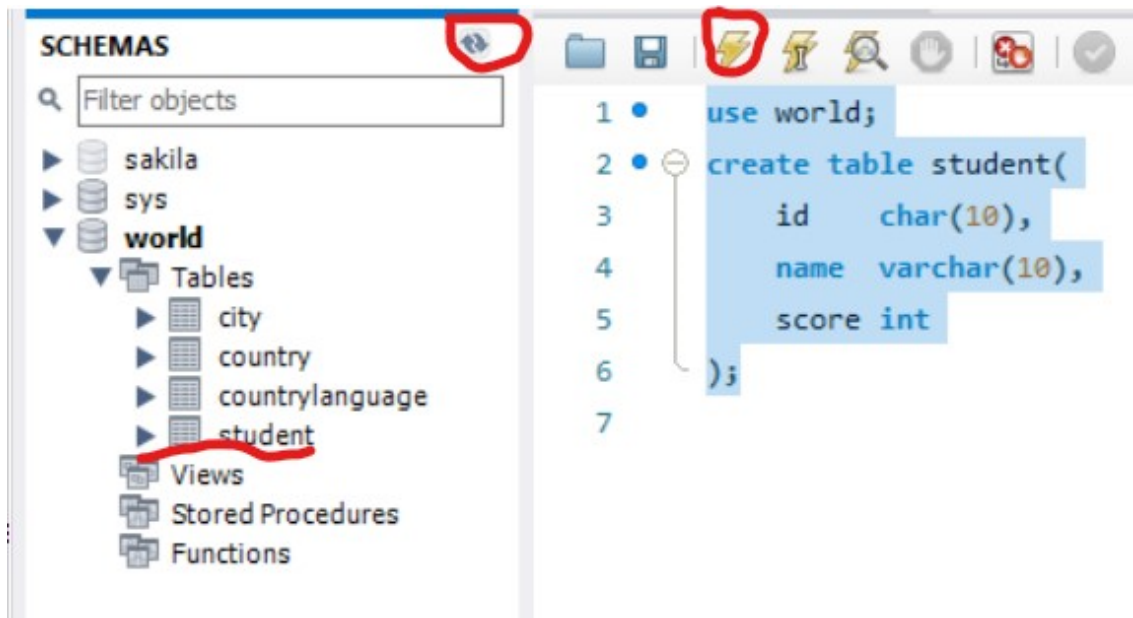 SCHEMAS
Filter objects
sakila
sys
world
Tables
city
country
countrylanguage
student
Views
Stored Procedures
Functions
1 use world;
2 create table student(
3 id char(10),
4 name varchar(10),
5 score int
6 );
7